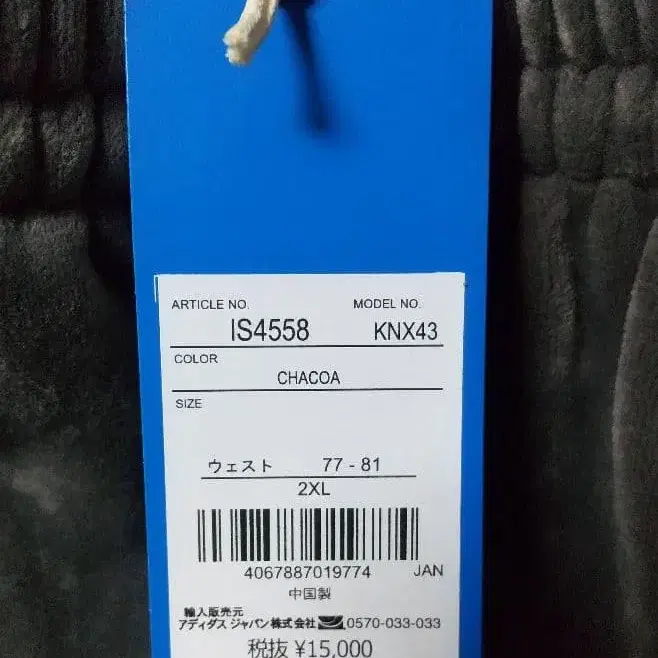 ARTICLE NO. MODEL NO.
IS4558 KNX43
COLOR
CHACOA
SIZE
ウェスト 77 - 81
2XL
4067887019774 JAN
中国製
輸入販売元
アディダス ジャパン株式会社 0570-033-033
税抜 ¥15,000